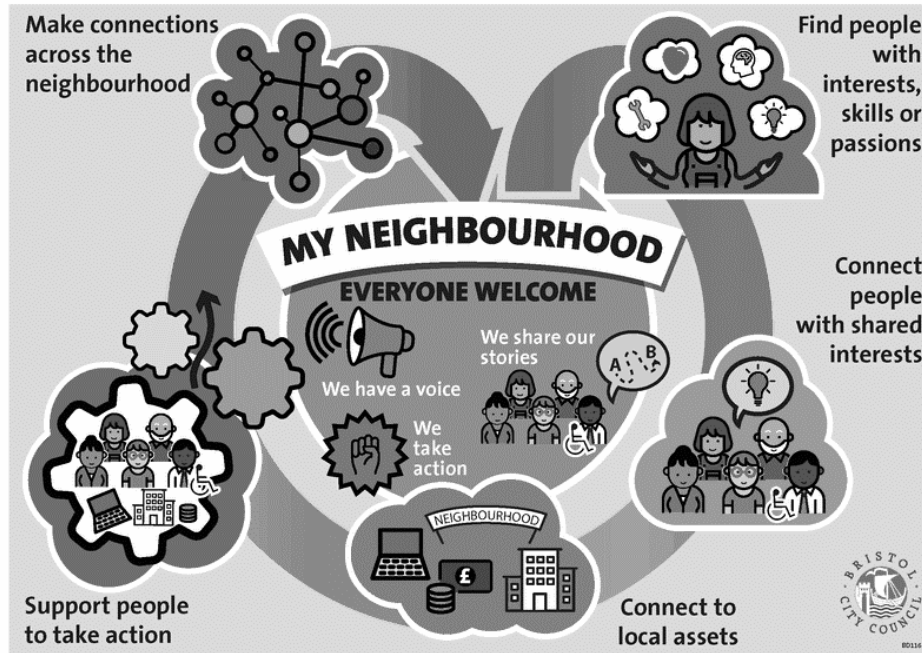 Make connections
across the
neighbourhood
Find people
with
interests,
skills or
passions
MY NEIGHBOURHOOD
EVERYONE WELCOME
We have a voice
We share our
stories
A B
We
take
action
Connect
people
with shared
interests
NEIGHBOURHOOD
£
Support people
to take action
Connect to
local assets
BRISTOL
CITY COUNCIL
BD116